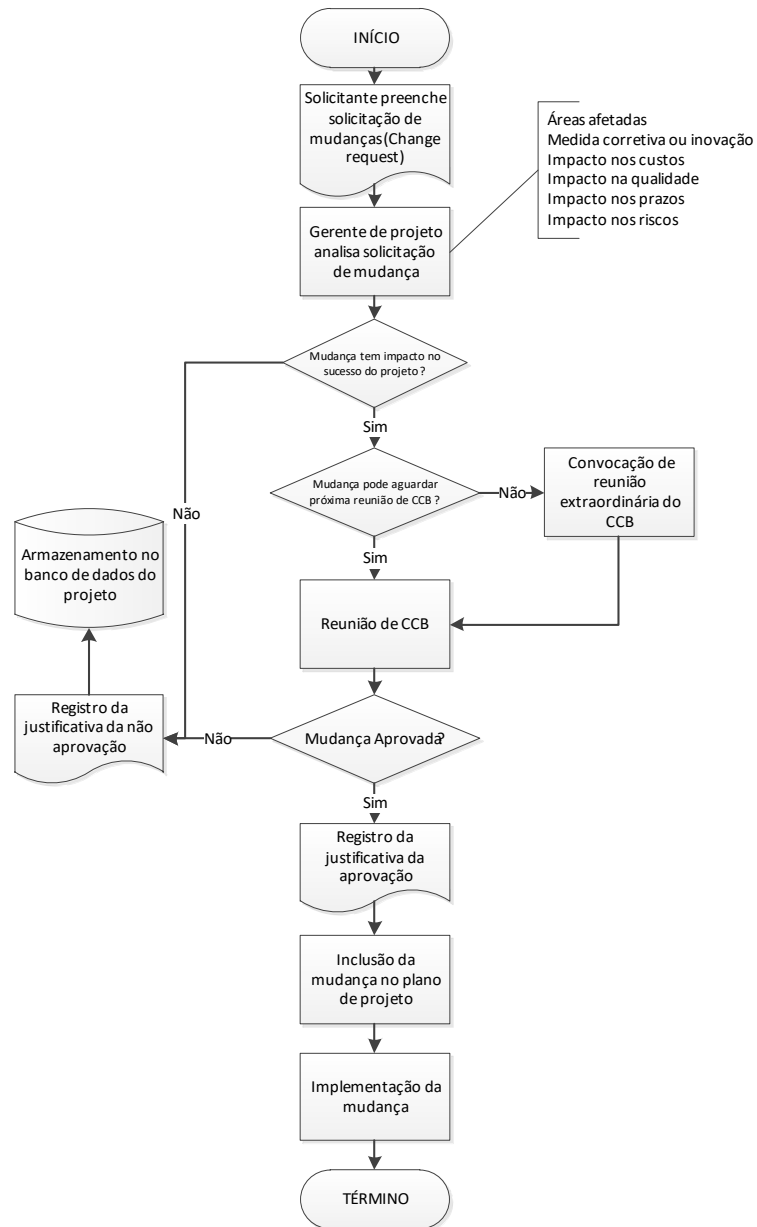 INÍCIO
Solicitante preenche
solicitação de
mudanças(Change
request)
Áreas afetadas
Medida corretiva ou inovação
Impacto nos custos
Impacto na qualidade
Impacto nos prazos
Impacto nos riscos
Gerente de projeto
analisa solicitação
de mudança
Mudança tem impacto no
sucesso do projeto?
Sim
Mudança pode aguardar
próxima reunião de CCB?
Não
Convocação de
reunião
extraordinária do
CCB
Não
Armazenamento no
banco de dados do
projeto
Sim
Reunião de CCB
Registro da
justificativa da não
aprovação
Não
Mudança Aprovada?
Sim
Registro da
justificativa da
aprovação
Inclusão da
mudança no plano
de projeto
Implementação da
mudança
TÉRMINO